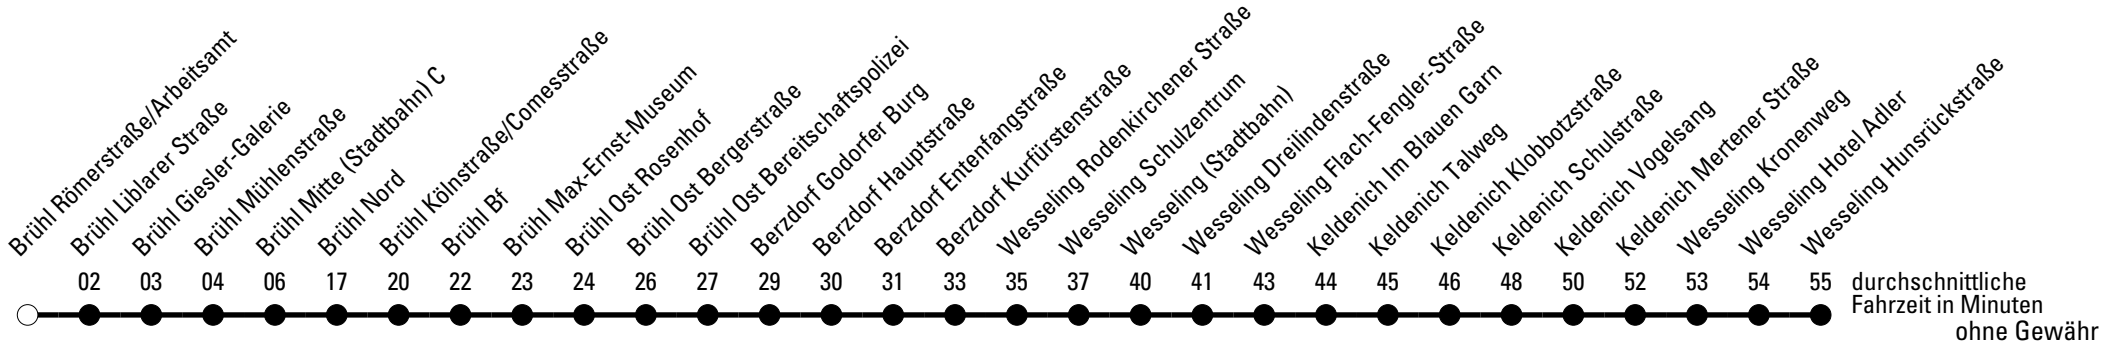 Brühl Römerstraße/Arbeitsamt
Brühl Liblarer Straße
Brühl Giesler-Galerie
Brühl Mühlenstraße
Brühl Mitte (Stadtbahn) C
Brühl Nord
Brühl Kölnstraße/Comesstraße
Brühl Bf
Brühl Max-Ernst-Museum
Brühl Ost Rosenhof
Brühl Ost Bergerstraße
Brühl Ost Bereitschaftspolizei
Berzdorf Godorfer Burg
Berzdorf Hauptstraße
Berzdorf Entenfangstraße
Berzdorf Kurfürstenstraße
Wesseling Rodenkirchener Straße
Wesseling Schulzentrum
Wesseling (Stadtbahn)
Wesseling Dreilindenstraße
Wesseling Flach-Fengler-Straße
Keldenich Im Blauen Garn
Keldenich Talweg
Keldenich Klobbotzstraße
Keldenich Schulstraße
Keldenich Vogelsang
Keldenich Mertener Straße
Wesseling Kronenweg
Wesseling Hotel Adler
Wesseling Hunsrückstraße
02 03 04 06 17 20 22 23 24 26 27 29 30 31 33 35 37 40 41 43 44 45 46 48 50 52 53 54 55 durchschnittliche
Fahrzeit in Minuten
ohne Gewähr